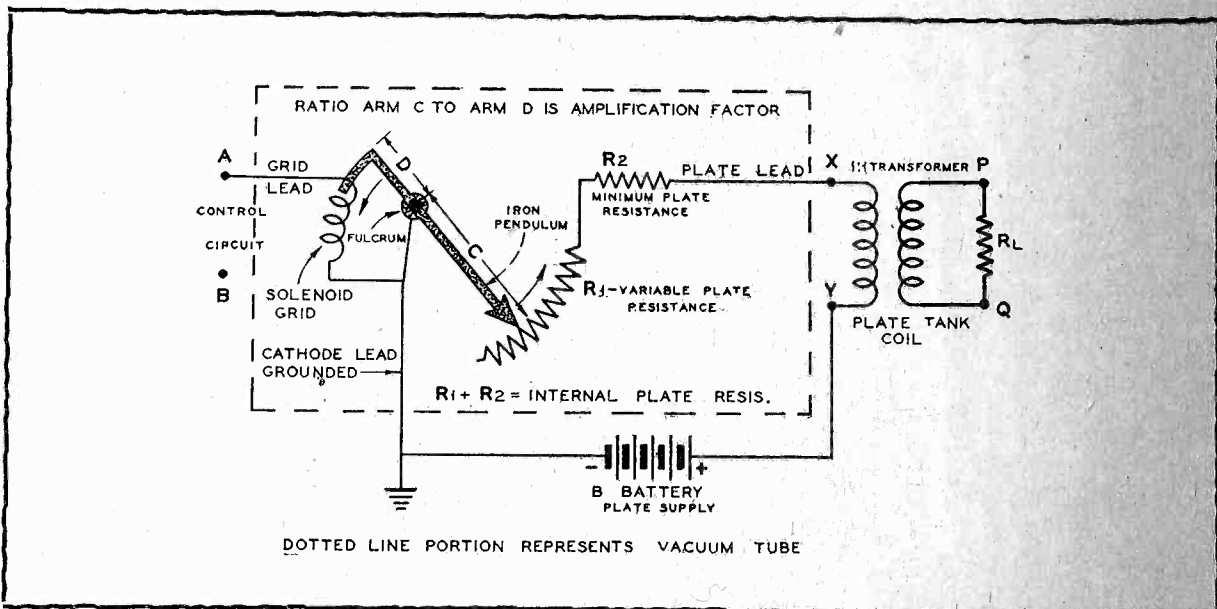 RATIO ARM C TO ARM D IS AMPLIFICATION FACTOR
A
GRID
LEAD
D
R2
PLATE LEAD
X
TRANSFORMER
P
MINIMUM PLATE
RESISTANCE
CONTROL
CIRCUIT
FULCRUM
IRON
PENDULUM
C
RL
B
SOLENOID
GRID
R1-VARIABLE PLATE
RESISTANCE
Y
Q
PLATE TANK
COIL
CATHODE LEAD
GROUNDED
R1 + R2 = INTERNAL PLATE RESIS.
- +
B BATTERY
PLATE SUPPLY
DOTTED LINE PORTION REPRESENTS VACUUM TUBE